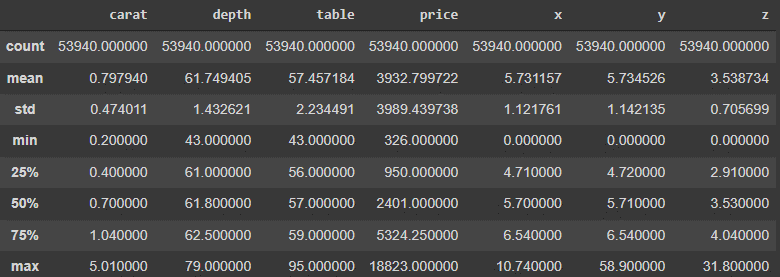 carat depth table price x y z
count 53940.000000 53940.000000 53940.000000 53940.000000 53940.000000 53940.000000 53940.000000
mean 0.797940 61.749405 57.457184 3932.799722 5.731157 5.734526 3.538734
std 0.474011 1.432621 2.234491 3989.439738 1.121761 1.142135 0.705699
min 0.200000 43.000000 43.000000 326.000000 0.000000 0.000000 0.000000
25% 0.400000 61.000000 56.000000 950.000000 4.710000 4.720000 2.910000
50% 0.700000 61.800000 57.000000 2401.000000 5.700000 5.710000 3.530000
75% 1.040000 62.500000 59.000000 5324.250000 6.540000 6.540000 4.040000
max 5.010000 79.000000 95.000000 18823.000000 10.740000 58.900000 31.800000